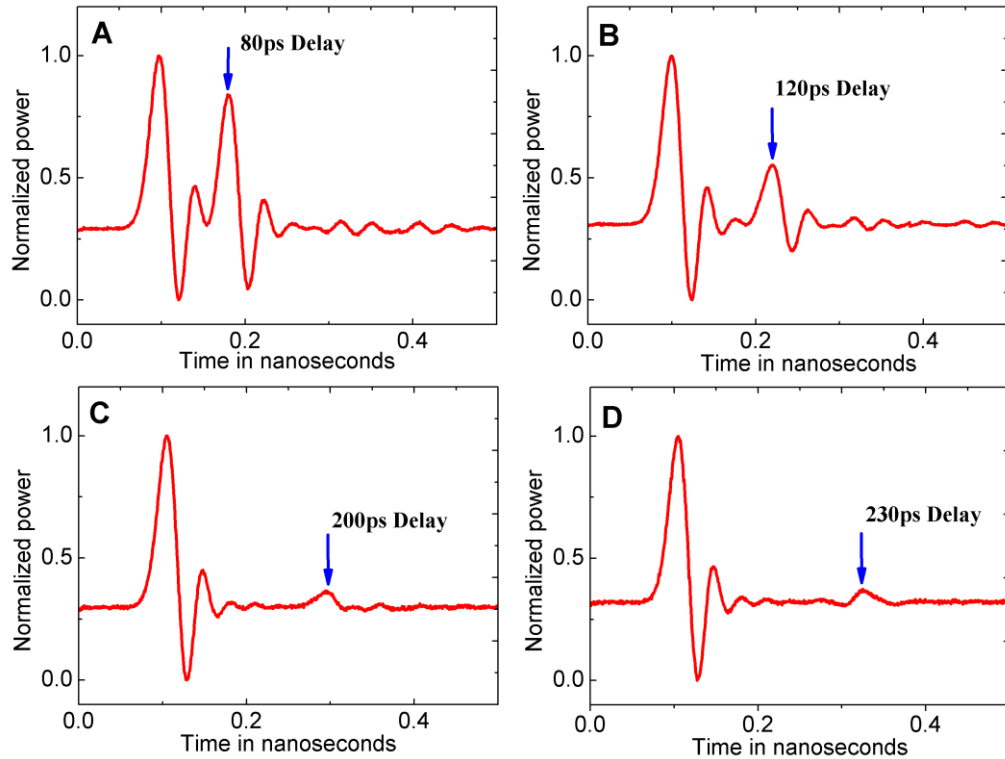 A
80ps Delay
Normalized power
1.0
0.5
0.0
0.0
0.2
0.4
Time in nanoseconds
B
120ps Delay
Normalized power
1.0
0.5
0.0
0.0
0.2
0.4
Time in nanoseconds
C
200ps Delay
Normalized power
1.0
0.5
0.0
0.0
0.2
0.4
Time in nanoseconds
D
230ps Delay
Normalized power
1.0
0.5
0.0
0.0
0.2
0.4
Time in nanoseconds